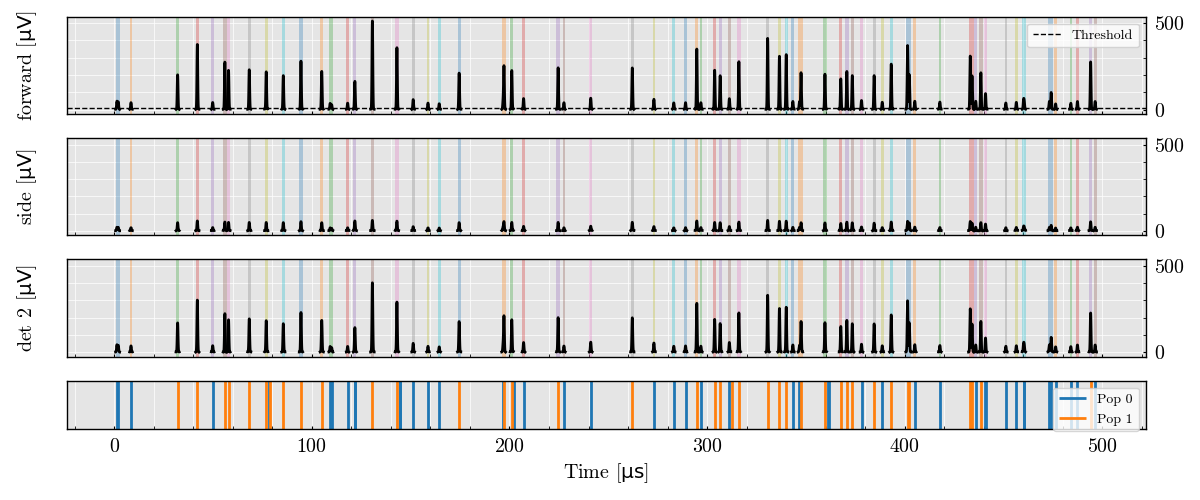 forward [μV]
500
0
Threshold
side [μV]
500
0
det 2 [μV]
500
0
Pop 0
Pop 1
0 100 200 300 400 500
Time [μs]